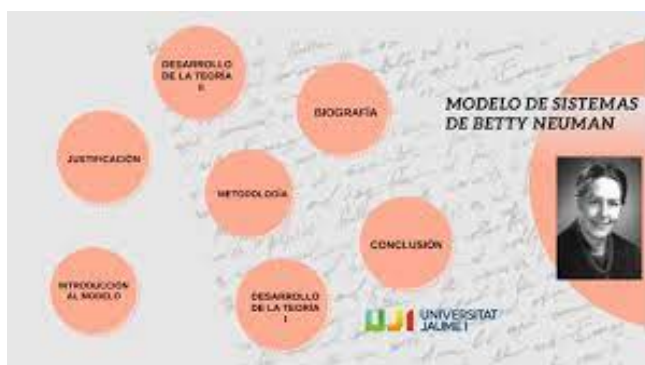 DESARROLLO
DE LA TEORÍA
II
BIOGRAFÍA
MODELO DE SISTEMAS
DE BETTY NEUMAN
JUSTIFICACIÓN
METODOLOGÍA
CONCLUSIÓN
INTRODUCCIÓN
AL MODELO
DESARROLLO
DE LA TEORÍA
I
UJI UNIVERSITAT
JAUME I